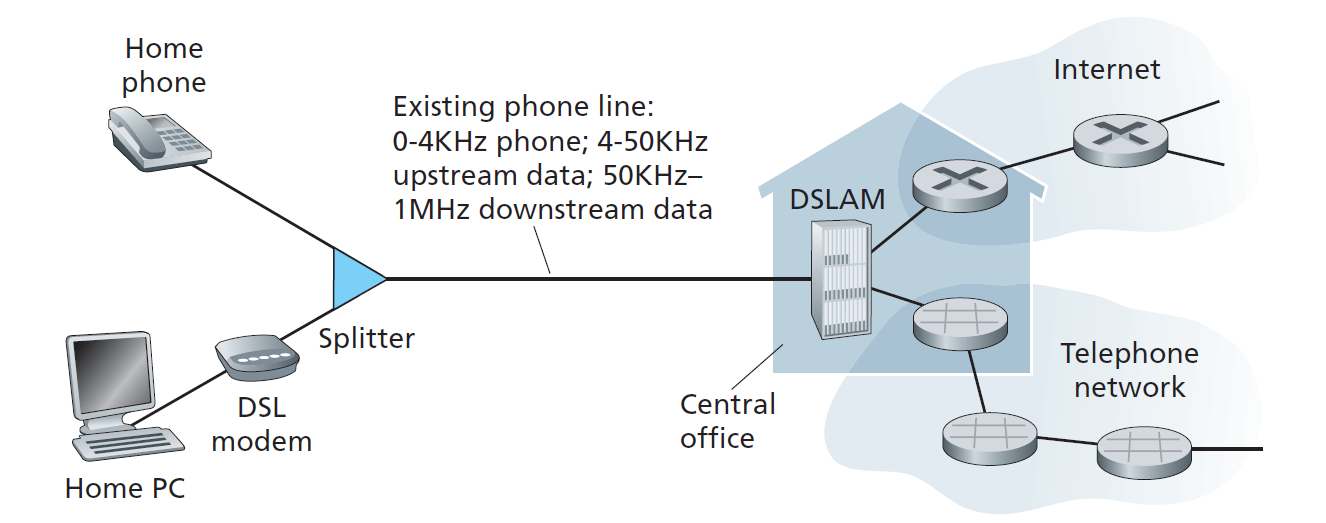 Home
phone
Existing phone line:
0-4KHz phone; 4-50KHz
upstream data; 50KHz–
1MHz downstream data
Splitter
DSL
modem
Home PC
DSLAM
Central
office
Internet
Telephone
network